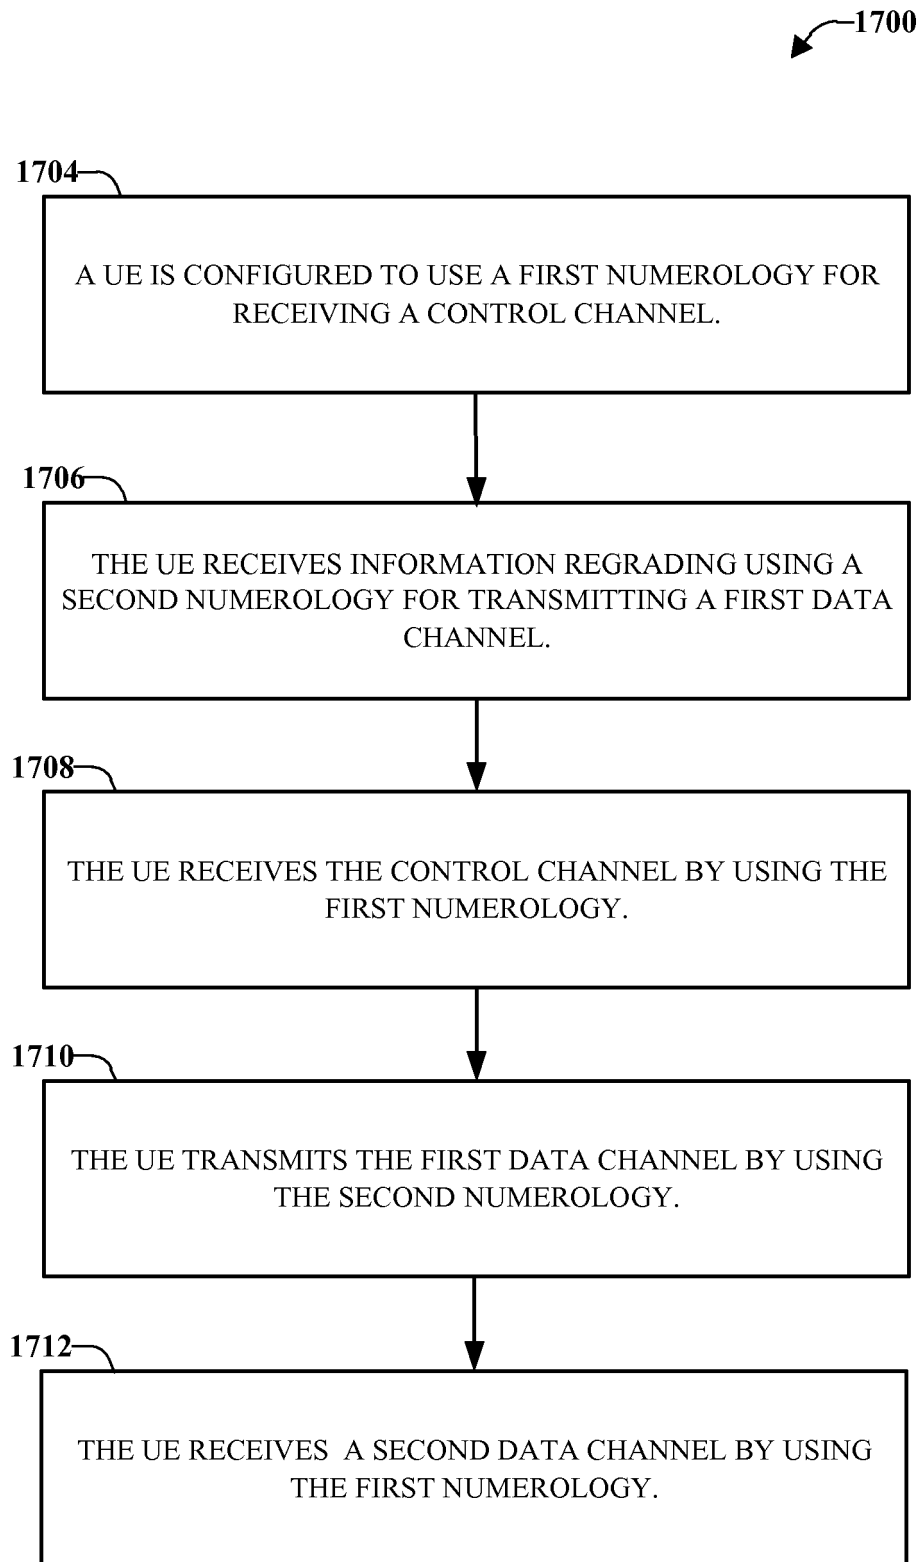 1700
1704
A UE IS CONFIGURED TO USE A FIRST NUMEROLOGY FOR
RECEIVING A CONTROL CHANNEL.
1706
THE UE RECEIVES INFORMATION REGRADING USING A
SECOND NUMEROLOGY FOR TRANSMITTING A FIRST DATA
CHANNEL.
1708
THE UE RECEIVES THE CONTROL CHANNEL BY USING THE
FIRST NUMEROLOGY.
1710
THE UE TRANSMITS THE FIRST DATA CHANNEL BY USING
THE SECOND NUMEROLOGY.
1712
THE UE RECEIVES A SECOND DATA CHANNEL BY USING
THE FIRST NUMEROLOGY.